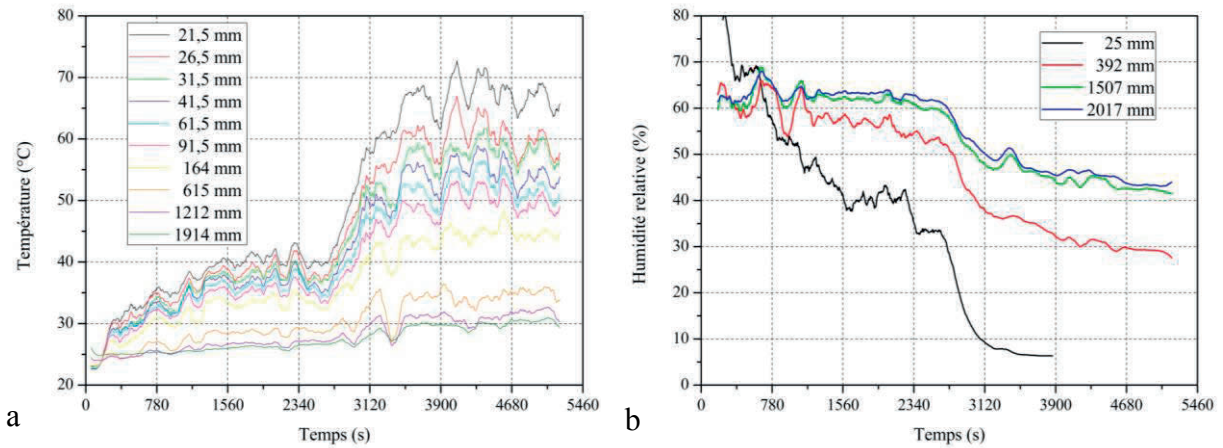 80
70
60
50
40
30
20
Température (°C)
21,5 mm
26,5 mm
31,5 mm
41,5 mm
61,5 mm
91,5 mm
164 mm
615 mm
1212 mm
1914 mm
0 780 1560 2340 3120 3900 4680 5460
Temps (s)
a
80
70
60
50
40
30
20
10
0
Humidité relative (%)
25 mm
392 mm
1507 mm
2017 mm
0 780 1560 2340 3120 3900 4680 5460
Temps (s)
b